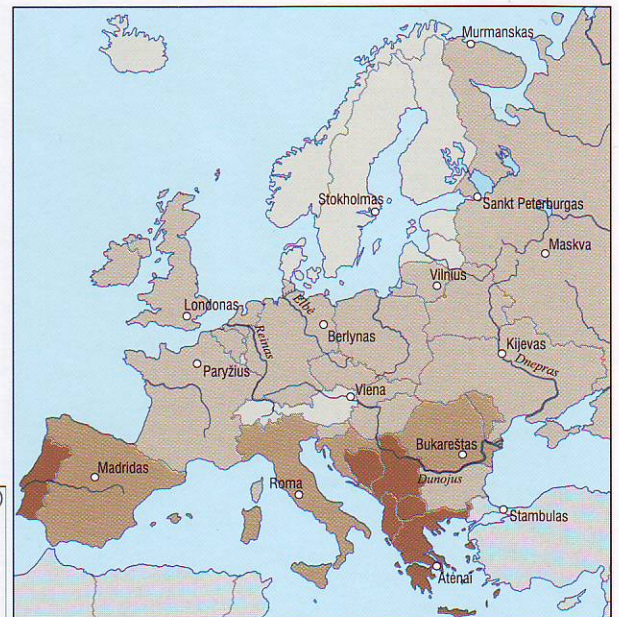 Murmanskas
Stokholmas
Sankt Peterburgas
Maskva
Vilnius
Londonas
Elbė
Reinas
Berlynas
Kijevas
Dnepras
Paryžius
Viena
Bukareštas
Madridas
Dunojus
Roma
Stambulas
Atėnai
)